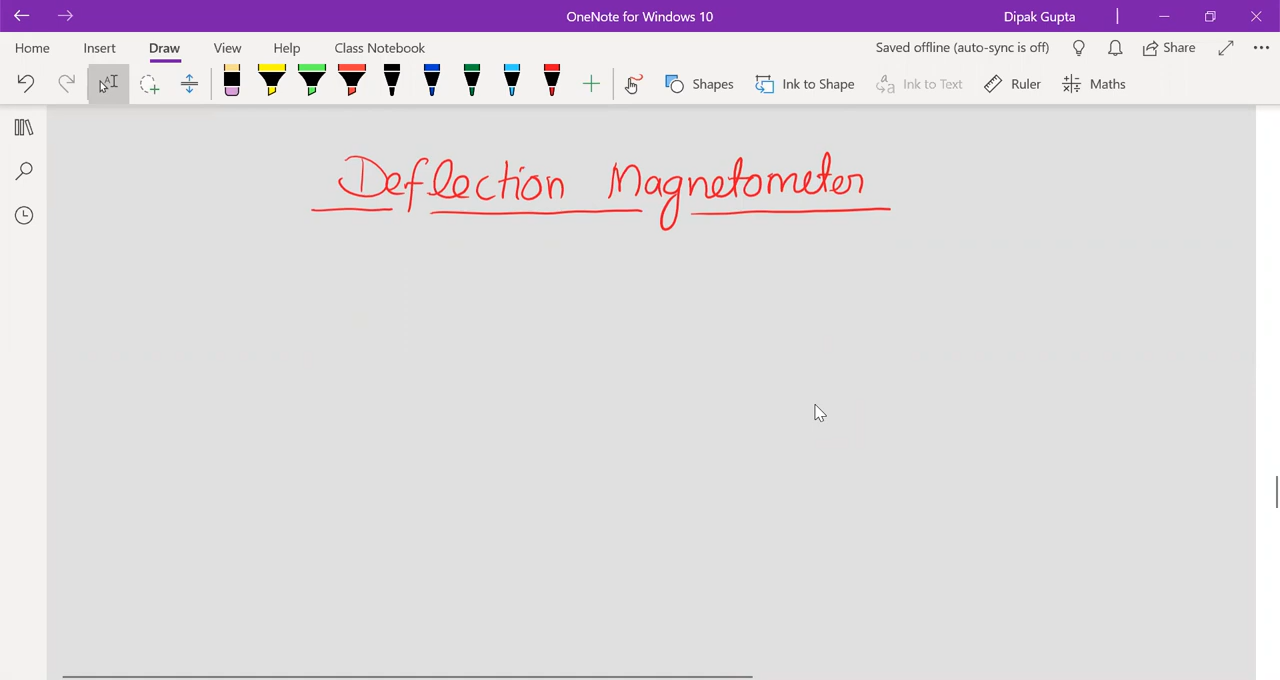 OneNote for Windows 10
Dipak Gupta
Home Insert Draw View Help Class Notebook
Saved offline (auto-sync is off)
Share
Shapes
Ink to Shape
Ink to Text
Ruler
Maths
Deflection Magnetometer